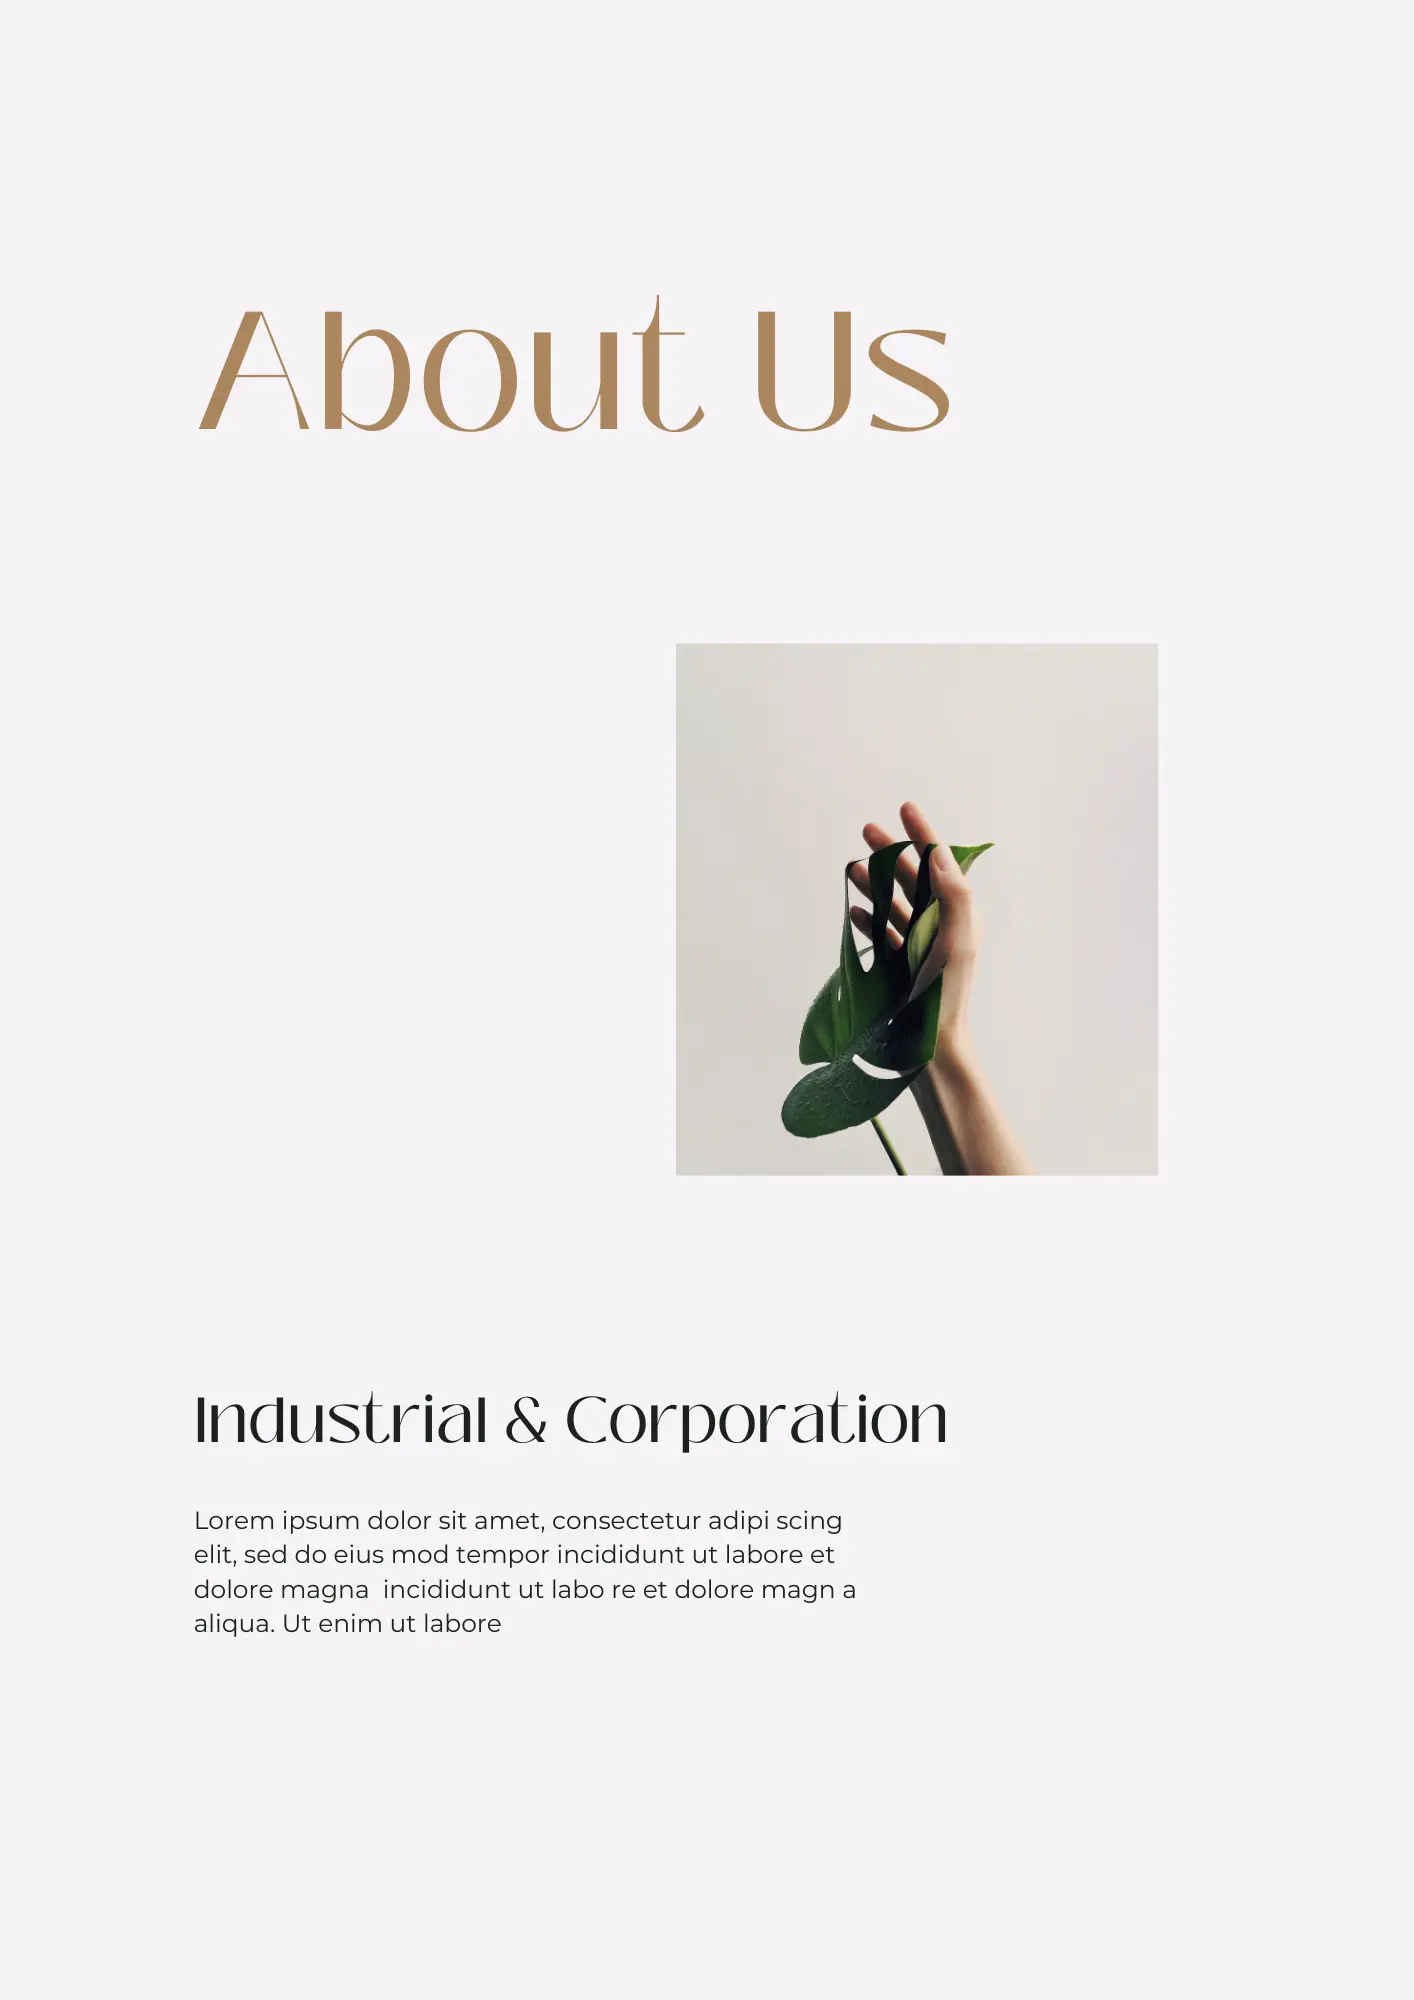 About Us
Industrial & Corporation
Lorem ipsum dolor sit amet, consectetur adipi scing
elit, sed do eius mod tempor incididunt ut labore et
dolore magna  incididunt ut labo re et dolore magn a
aliqua. Ut enim ut labore